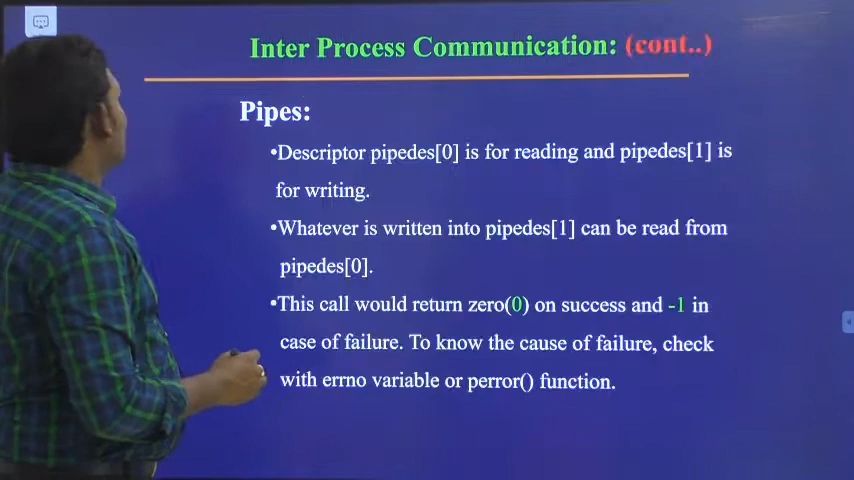 Inter Process Communication: (cont..)
Pipes:
•Descriptor pipedes[0] is for reading and pipedes[1] is
for writing.
•Whatever is written into pipedes[1] can be read from
pipedes[0].
•This call would return zero(0) on success and -1 in
case of failure. To know the cause of failure, check
with errno variable or perror() function.